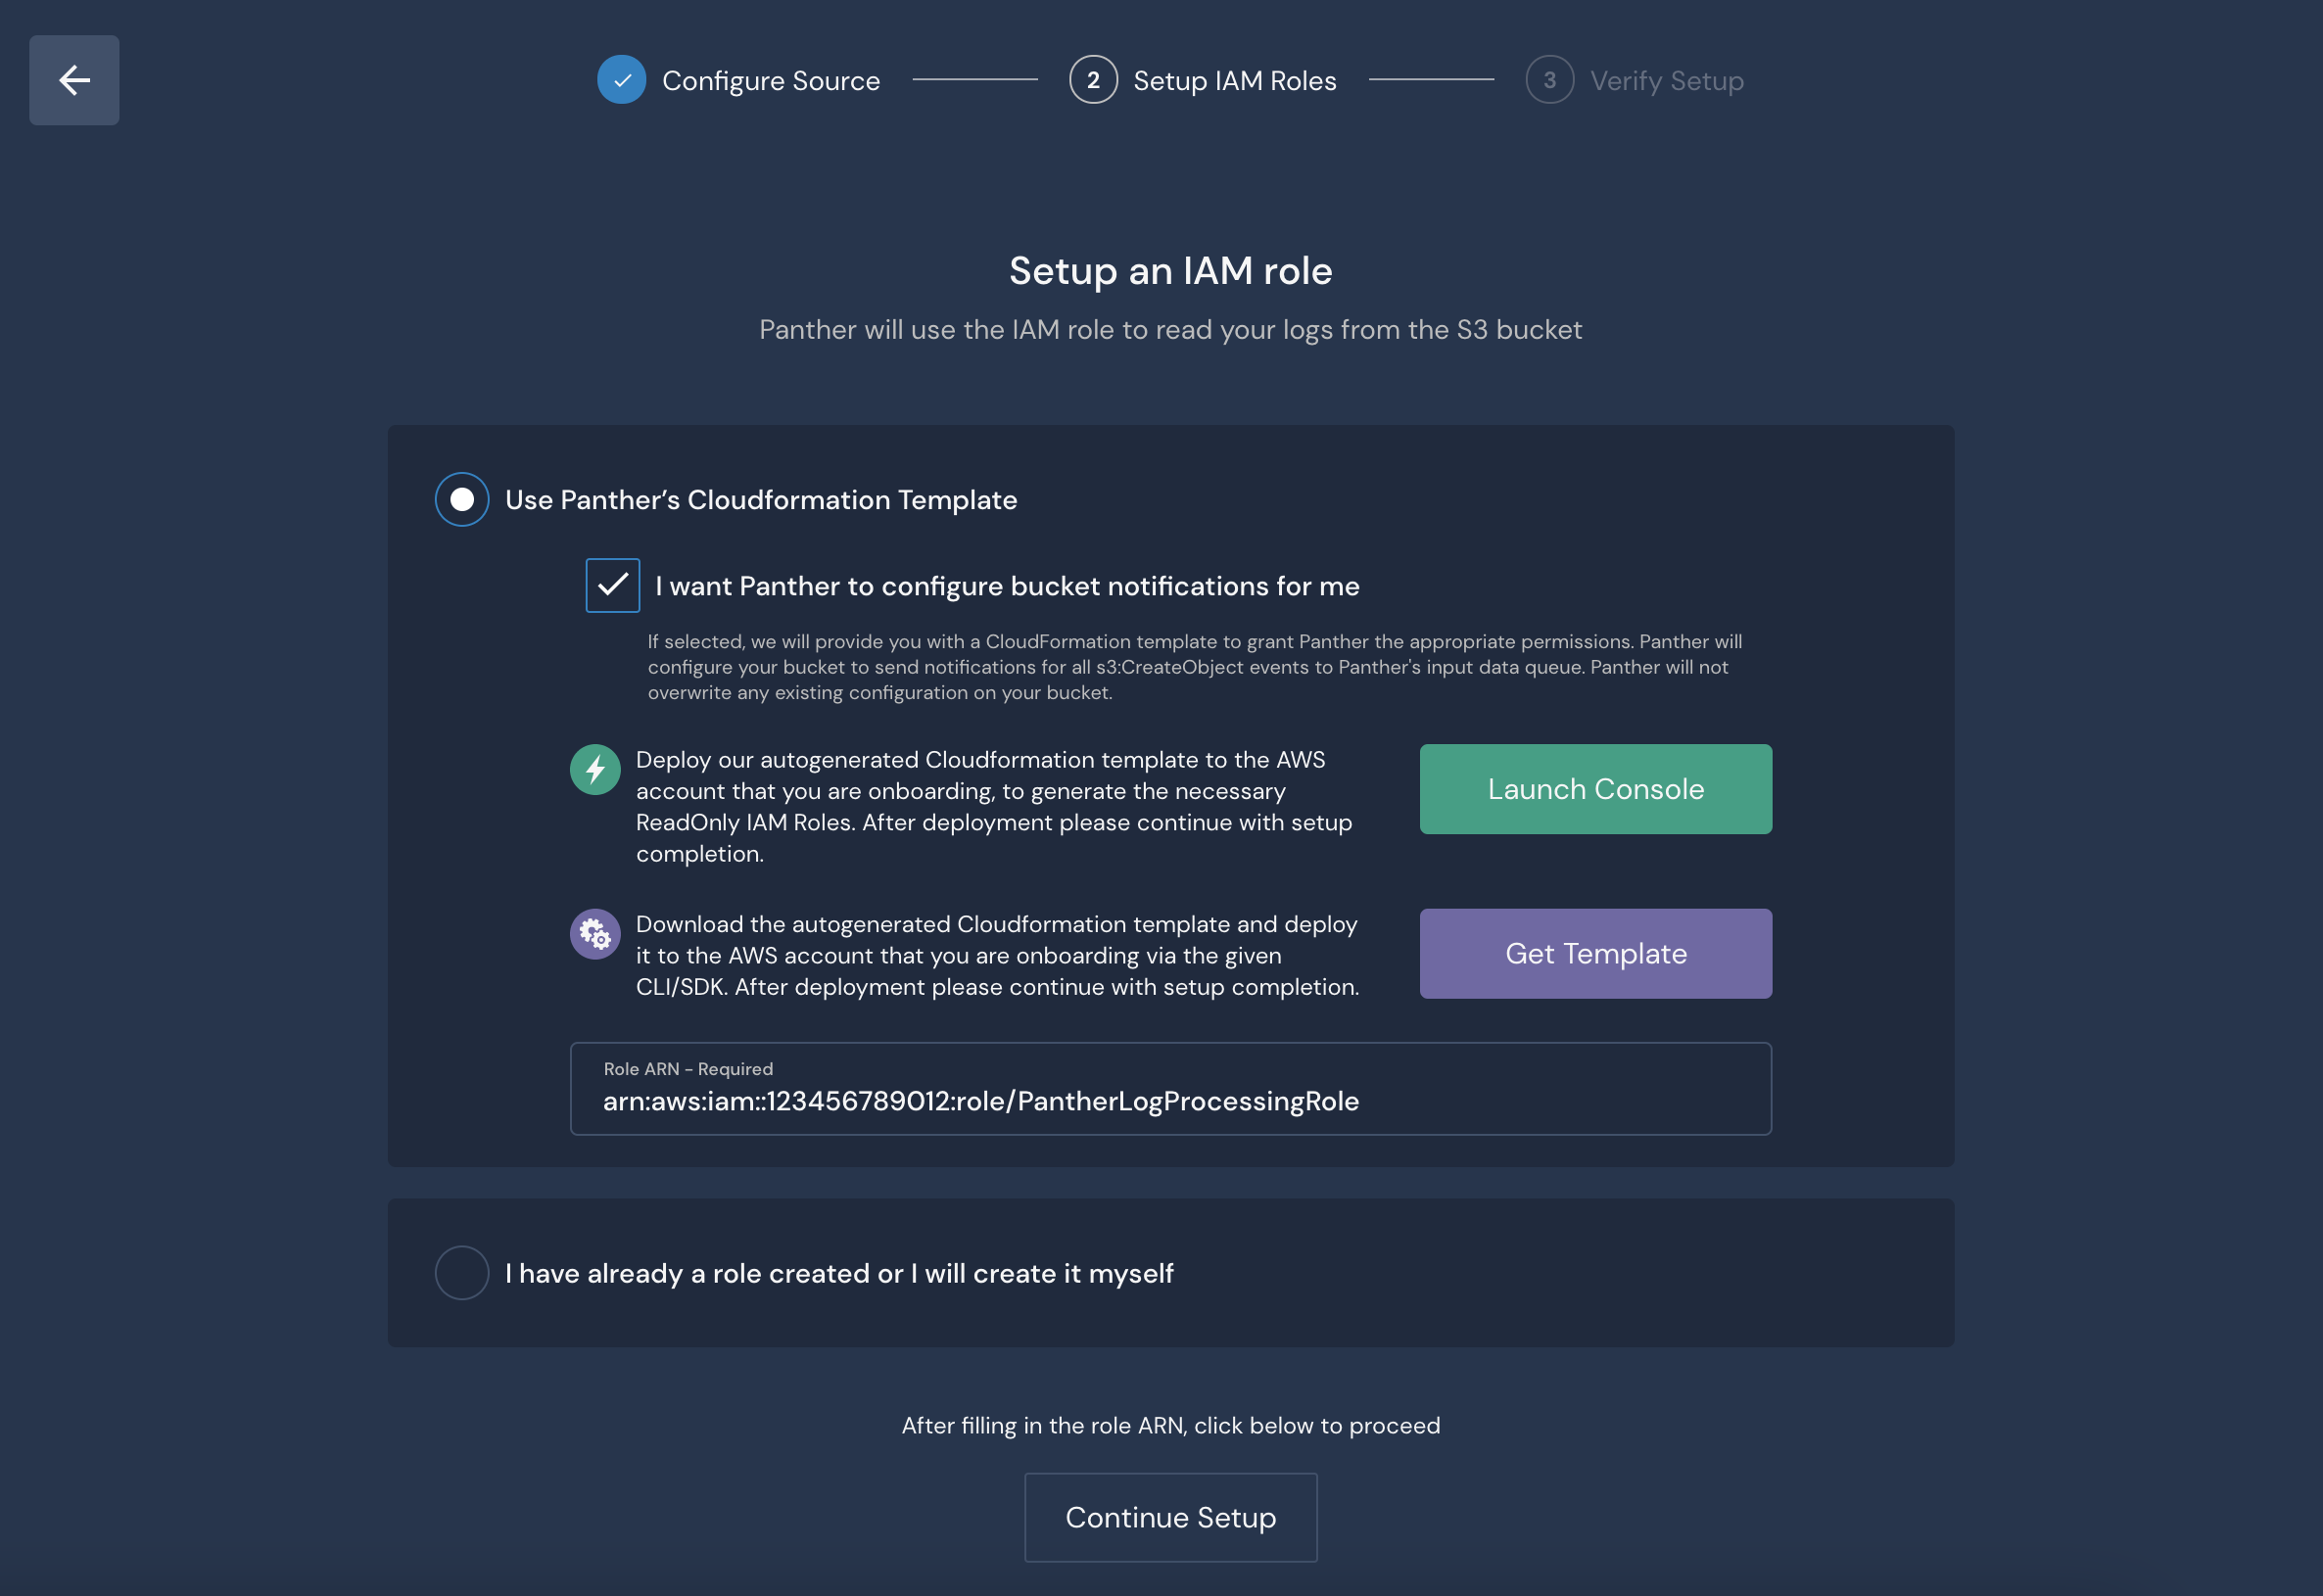 Configure Source
2
Setup IAM Roles
3
Verify Setup
Setup an IAM role
Panther will use the IAM role to read your logs from the S3 bucket
Use Panther’s Cloudformation Template
I want Panther to configure bucket notifications for me
If selected, we will provide you with a CloudFormation template to grant Panther the appropriate permissions. Panther will
configure your bucket to send notifications for all s3:CreateObject events to Panther's input data queue. Panther will not
overwrite any existing configuration on your bucket.
Deploy our autogenerated Cloudformation template to the AWS
account that you are onboarding, to generate the necessary
ReadOnly IAM Roles. After deployment please continue with setup
completion.
Launch Console
Download the autogenerated Cloudformation template and deploy
it to the AWS account that you are onboarding via the given
CLI/SDK. After deployment please continue with setup completion.
Get Template
Role ARN - Required
arn:aws:iam::123456789012:role/PantherLogProcessingRole
I have already a role created or I will create it myself
After filling in the role ARN, click below to proceed
Continue Setup